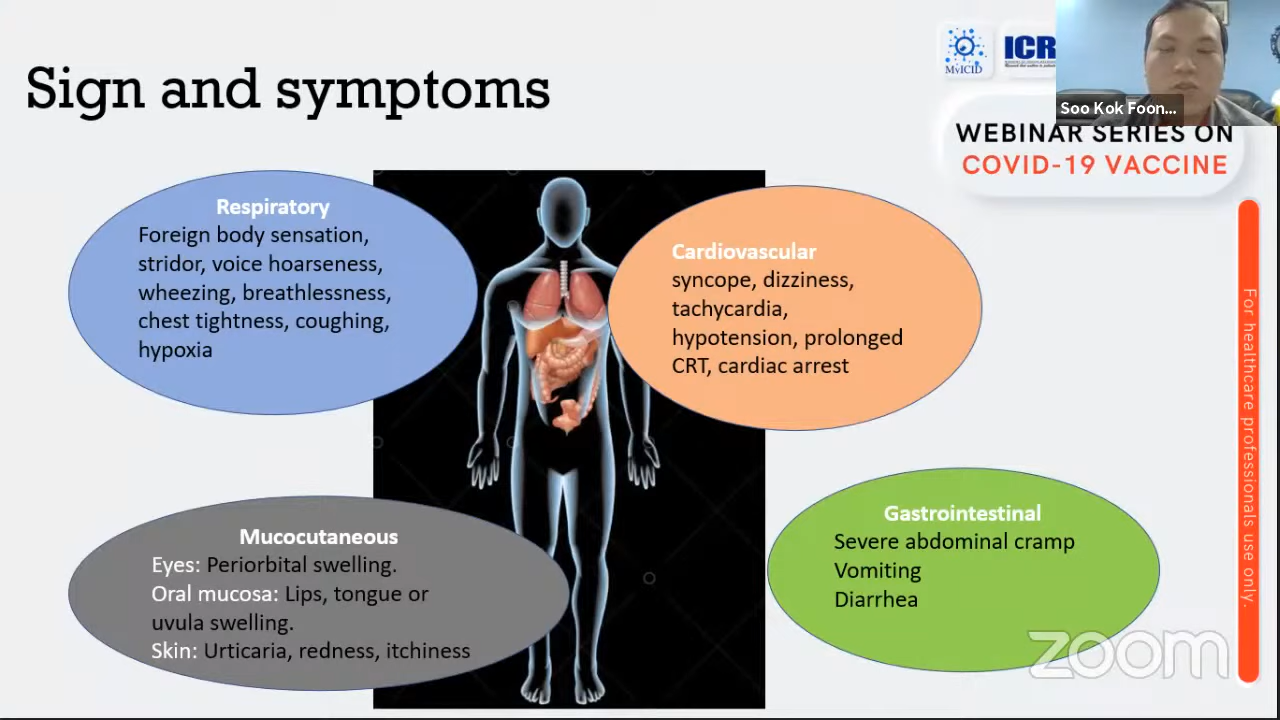 Sign and symptoms
MyICID
ICR
Soo Kok Foon...
WEBINAR SERIES ON
COVID-19 VACCINE
Respiratory
Foreign body sensation,
stridor, voice hoarseness,
wheezing, breathlessness,
chest tightness, coughing,
hypoxia
Cardiovascular
syncope, dizziness,
tachycardia,
hypotension, prolonged
CRT, cardiac arrest
Mucocutaneous
Eyes: Periorbital swelling.
Oral mucosa: Lips, tongue or
uvula swelling.
Skin: Urticaria, redness, itchiness
Gastrointestinal
Severe abdominal cramp
Vomiting
Diarrhea
For healthcare professionals use only.
zoom